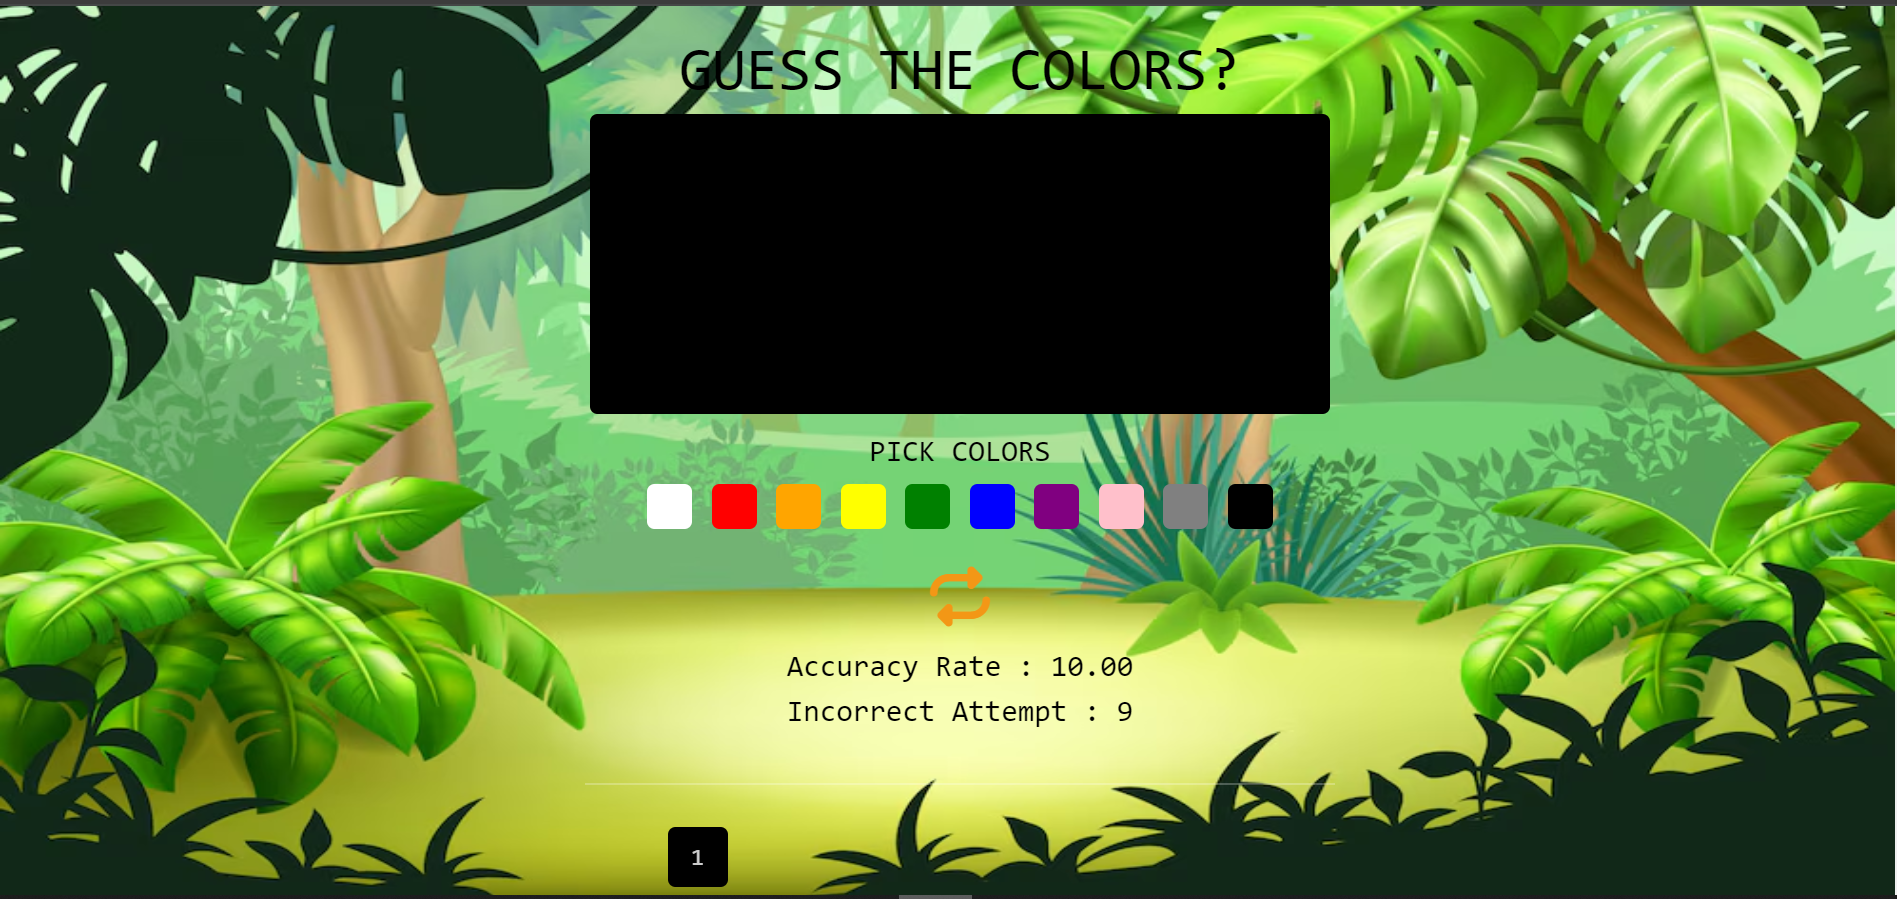 GUESS THE COLORS?
PICK COLORS
Accuracy Rate : 10.00
Incorrect Attempt : 9
1